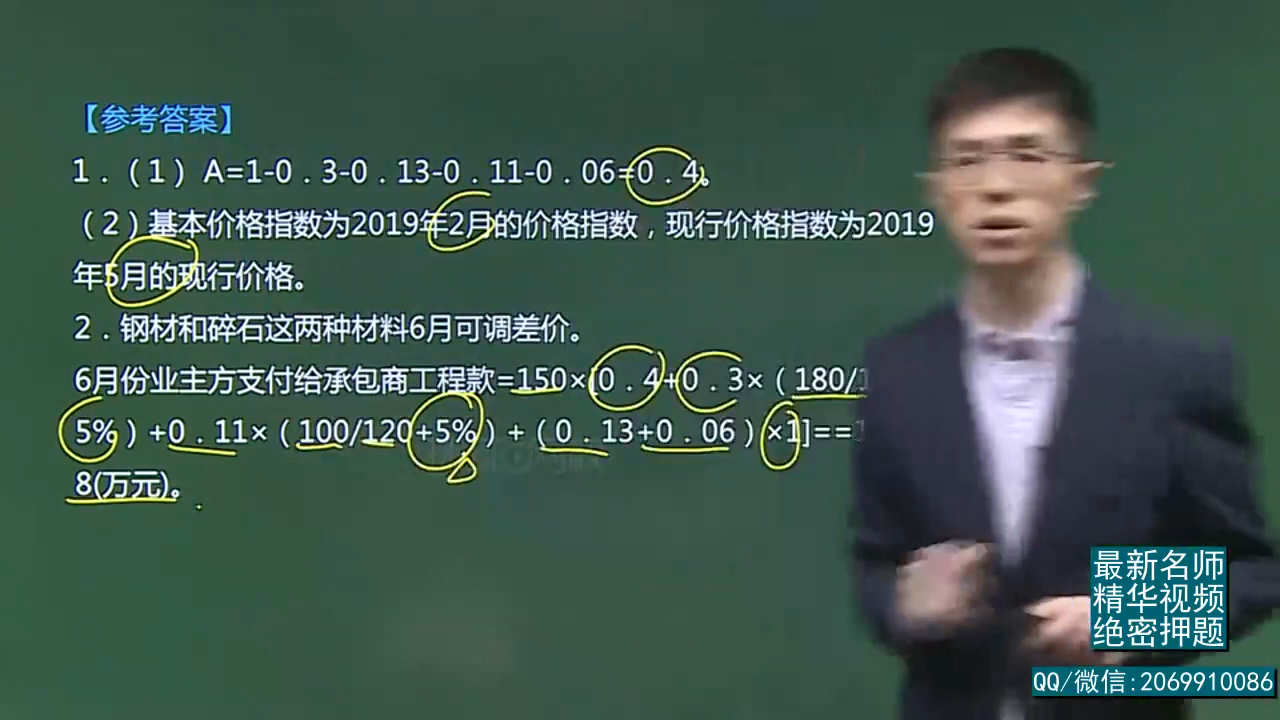 【参考答案】
1．（1） A=1-0．3-0．13-0．11-0．06=0．4。
（2）基本价格指数为2019年2月的价格指数，现行价格指数为2019
年5月的现行价格。
2．钢材和碎石这两种材料6月可调差价。
6月份业主方支付给承包商工程款=150×[0．4+0．3×（180/1
5%）+0．11×（100/120+5%）+（0．13+0．06）×1]==1
8(万元)。
最新名师
精华视频
绝密押题
QQ/微信:2069910086